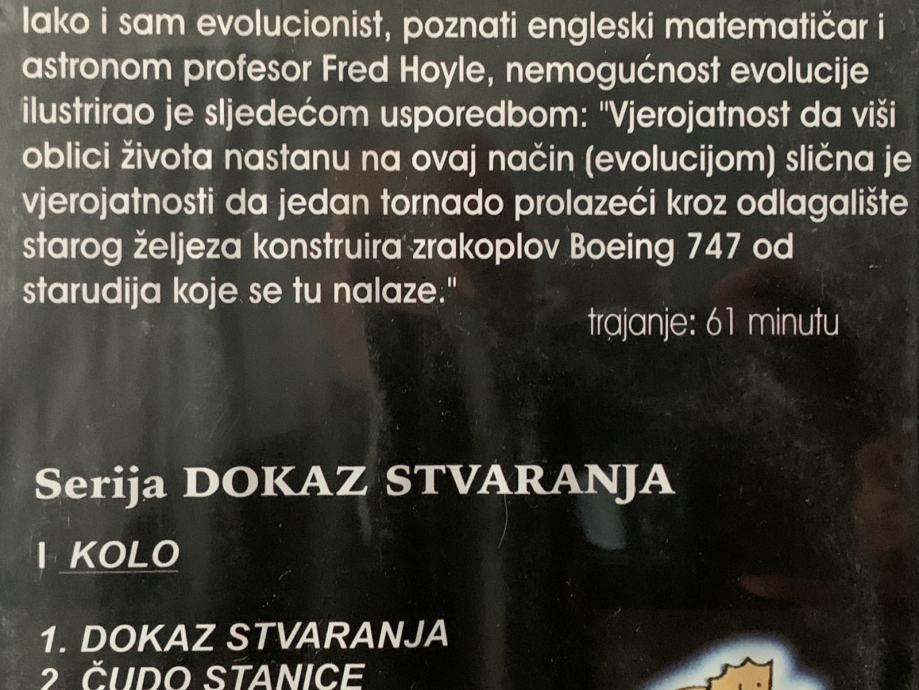 Iako i sam evolucionist, poznati engleski matematičar i
astronom profesor Fred Hoyle, nemogućnost evolucije
ilustrirao je sljedećom usporedbom: "Vjerojatnost da viši
oblici života nastanu na ovaj način (evolucijom) slična je
vjerojatnosti da jedan tornado prolazeći kroz odlagalište
starog željeza konstruira zrakoplov Boeing 747 od
starudija koje se tu nalaze."
trajanje: 61 minutu
Serija DOKAZ STVARANJA
I KOLO
1. DOKAZ STVARANJA
2. ČUDO STANICE